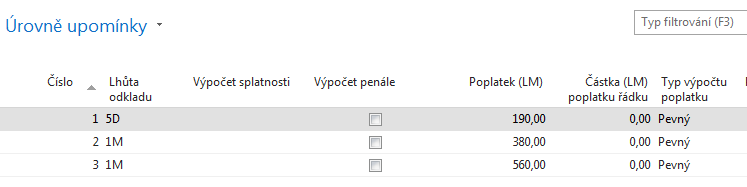 Úrovně upomínky
Typ filtrování (F3)
Číslo Lhůta odkladu Výpočet splatnosti Výpočet penále Poplatek (LM) Částka (LM) poplatku řádku Typ výpočtu poplatku
1 5D 190,00 0,00 Pevný
2 1M 380,00 0,00 Pevný
3 1M 560,00 0,00 Pevný